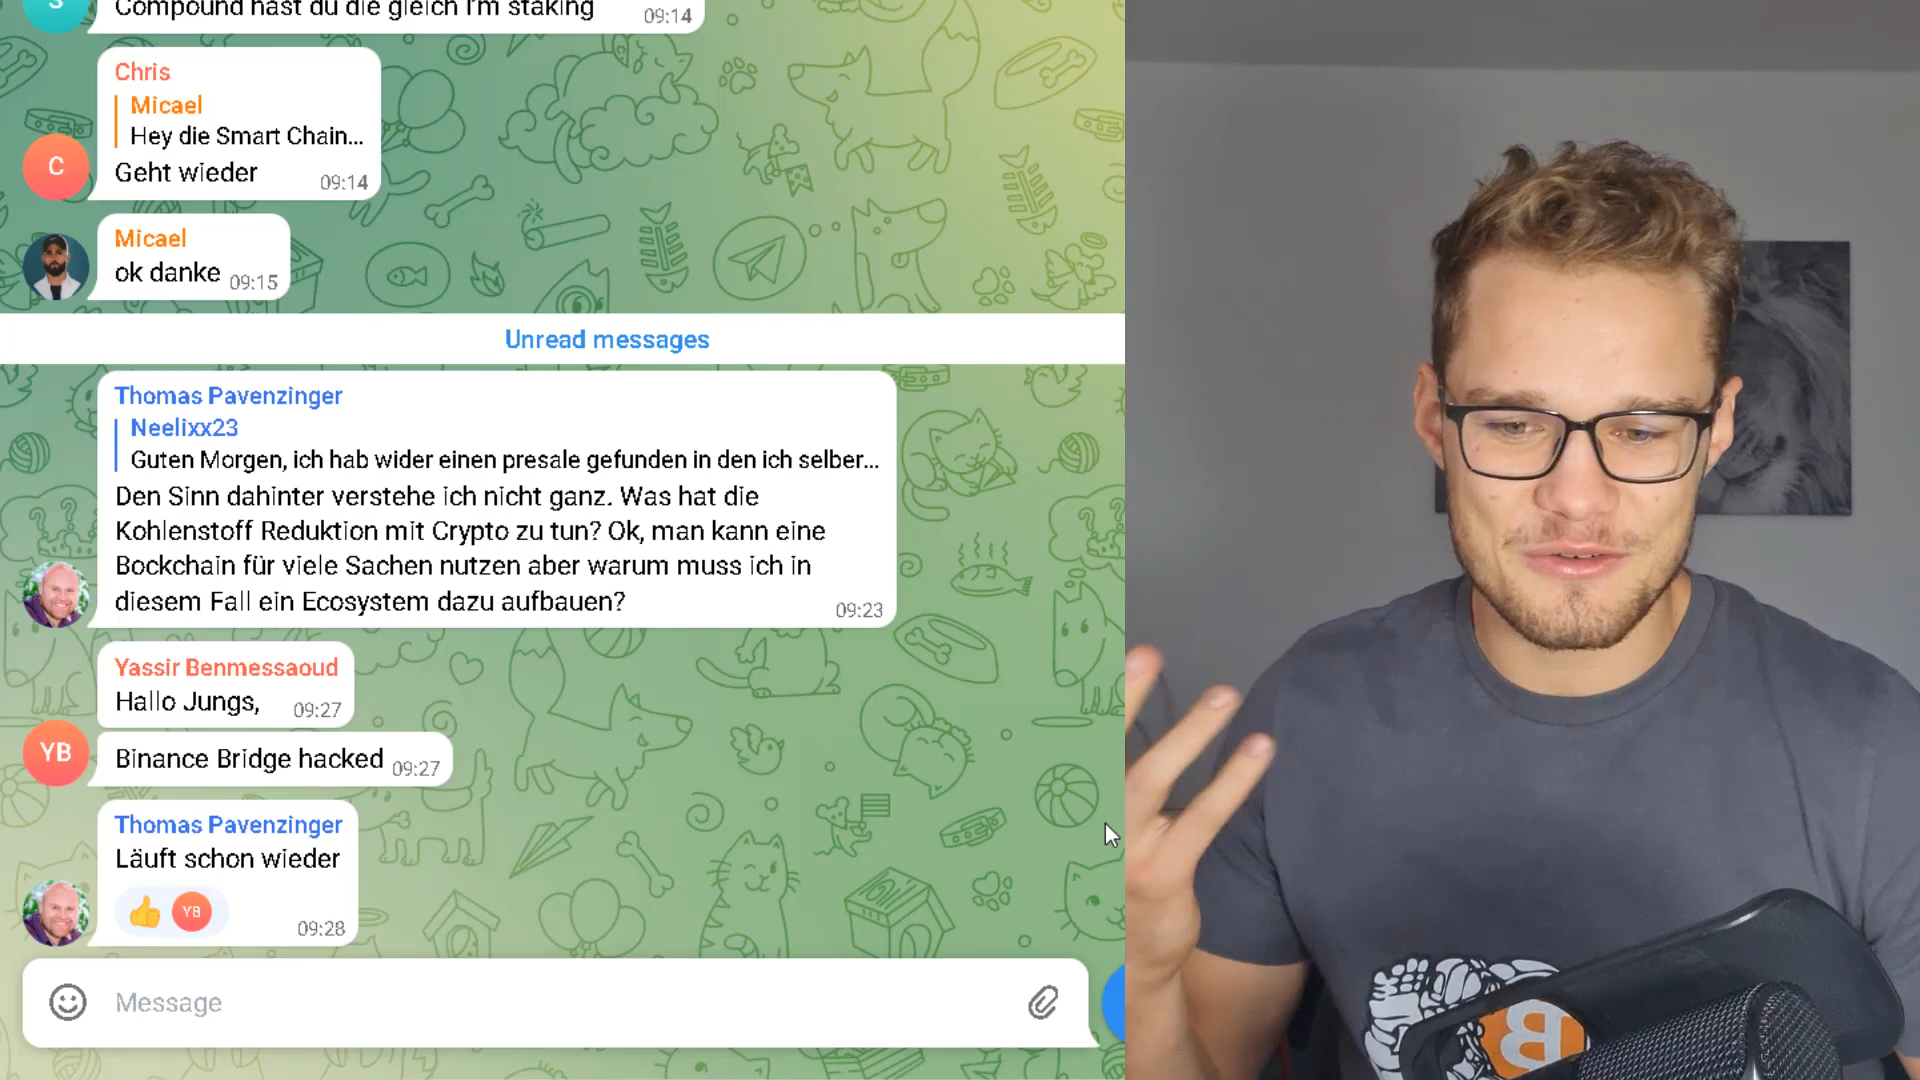 S
Compound hast du die gleich I'm staking
09:14
Chris
Micael
Hey die Smart Chain...
C
Geht wieder
09:14
Micael
ok danke
09:15
Unread messages
Thomas Pavenzinger
Neelixx23
Guten Morgen, ich hab wider einen presale gefunden in den ich selber...
Den Sinn dahinter verstehe ich nicht ganz. Was hat die
Kohlenstoff Reduktion mit Crypto zu tun? Ok, man kann eine
Bockchain für viele Sachen nutzen aber warum muss ich in
diesem Fall ein Ecosystem dazu aufbauen?
09:23
Yassir Benmessaoud
Hallo Jungs,
09:27
YB
Binance Bridge hacked
09:27
Thomas Pavenzinger
Läuft schon wieder
YB
09:28
Message
B